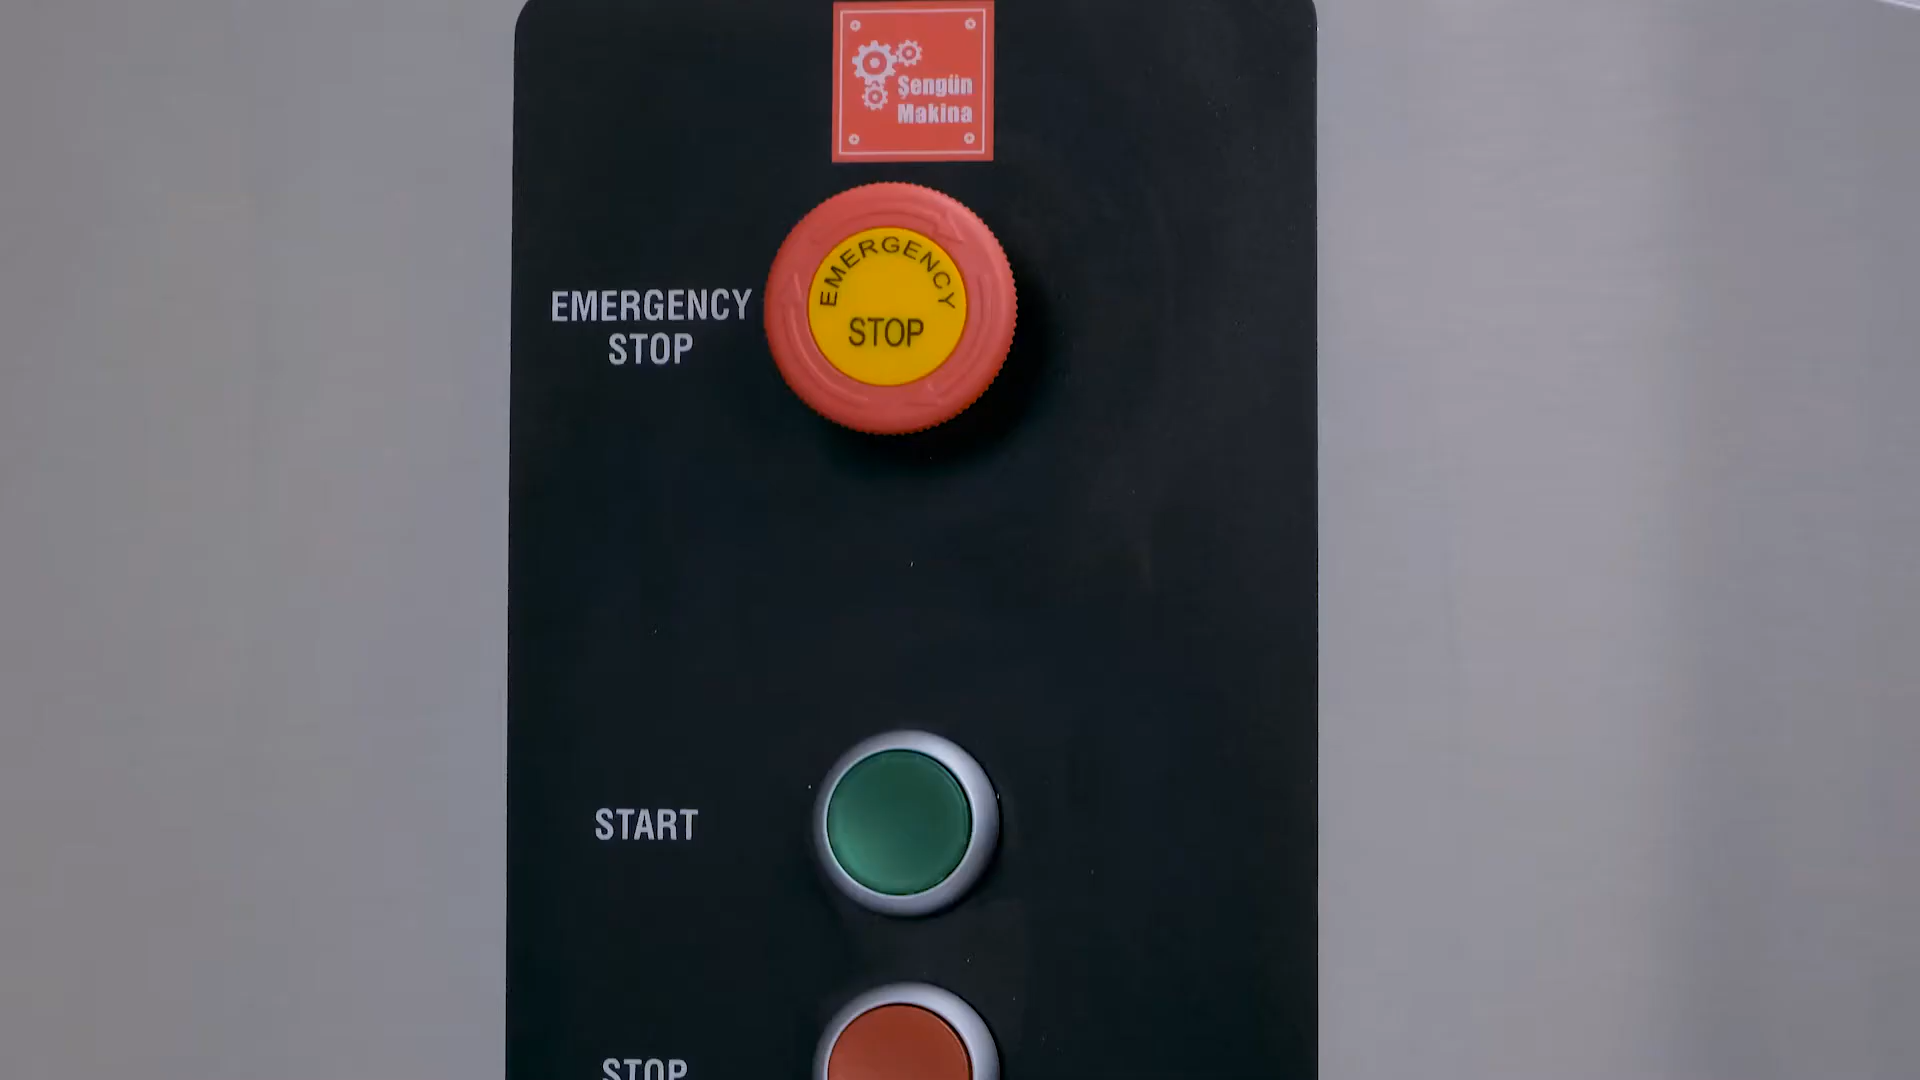 Şengün
Makina
EMERGENCY
STOP
EMERGENCY
STOP
START
STOP